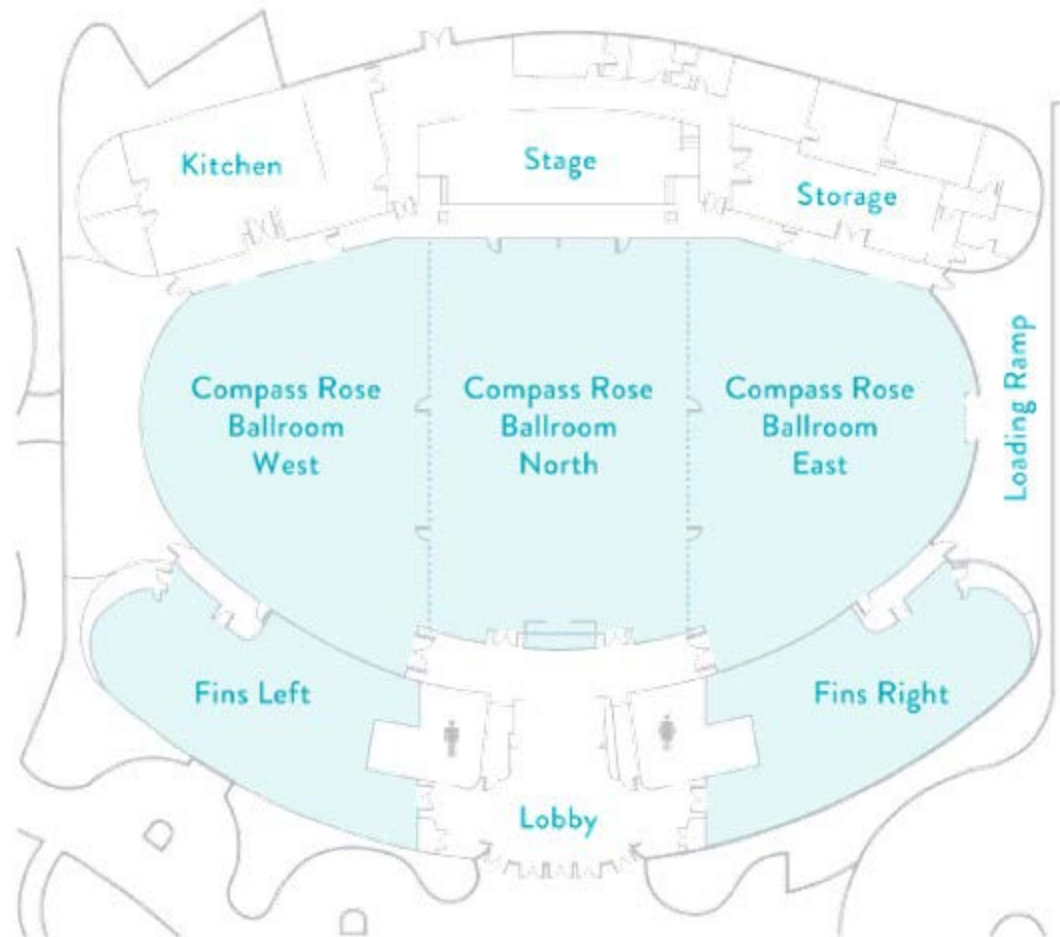 Kitchen
Stage
Storage
Compass Rose
Ballroom
West
Compass Rose
Ballroom
North
Compass Rose
Ballroom
East
Loading Ramp
Fins Left
Fins Right
Lobby